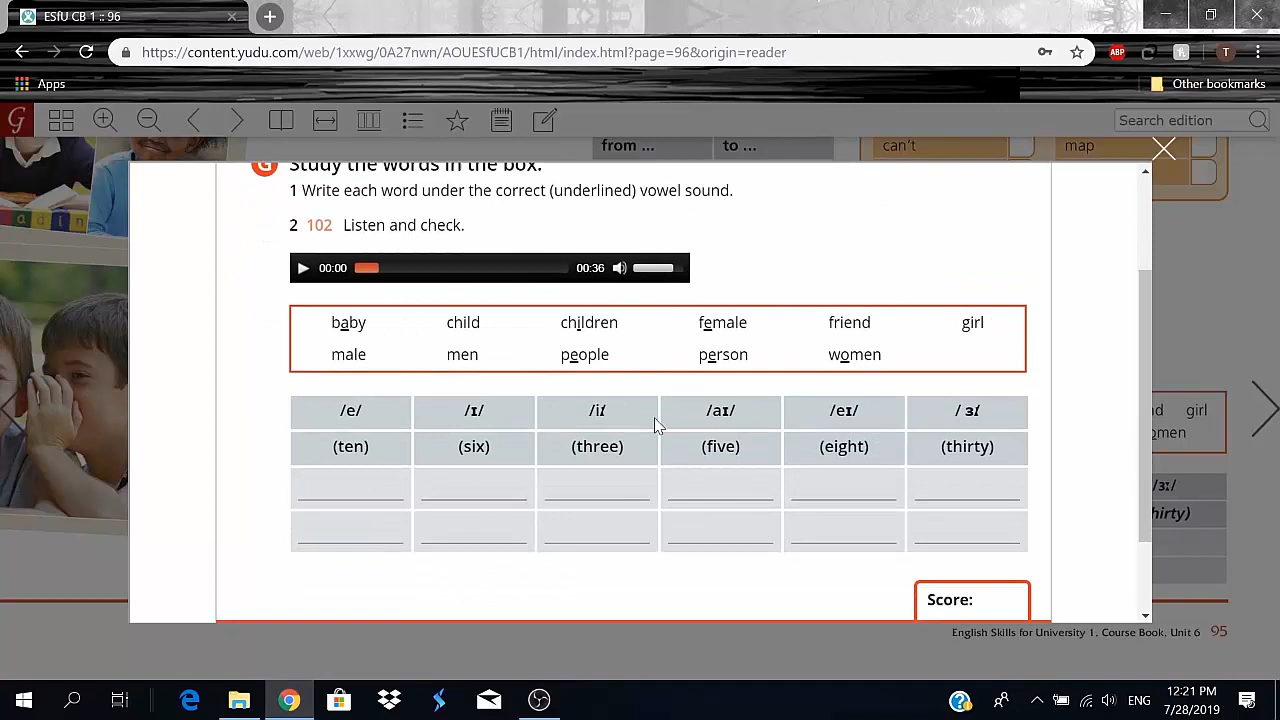 ESfU CB 1 :: 96
https://content.yudu.com/web/1xxwg/0A27nwn/AOUESfUCB1/html/index.html?page=96&origin=reader
ABP
T
Apps
Other bookmarks
Search edition
from ...
to ...
can't
map
G Study the words in the box.
1 Write each word under the correct (underlined) vowel sound.
2 102 Listen and check.
00:00
00:36
baby child children female friend girl
male men people person women
/e/ /ɪ/ /i/ /aɪ/ /eɪ/ / ɜ/
(ten) (six) (three) (five) (eight) (thirty)
girl
/ɜː/
Score:
English Skills for University 1, Course Book, Unit 6 95
ENG
12:21 PM
7/28/2019